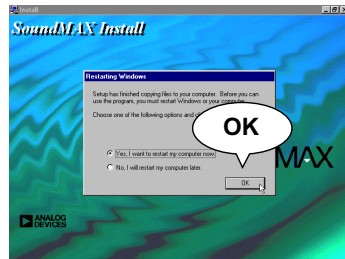 Install
SoundMAX Install
Restarting Windows
Setup has finished copying files to your computer. Before you can
use the program, you must restart Windows or your computer.
Choose one of the following options and
OK
Yes, I want to restart my computer now.
No, I will restart my computer later.
MAX
OK
ANALOG
DEVICES